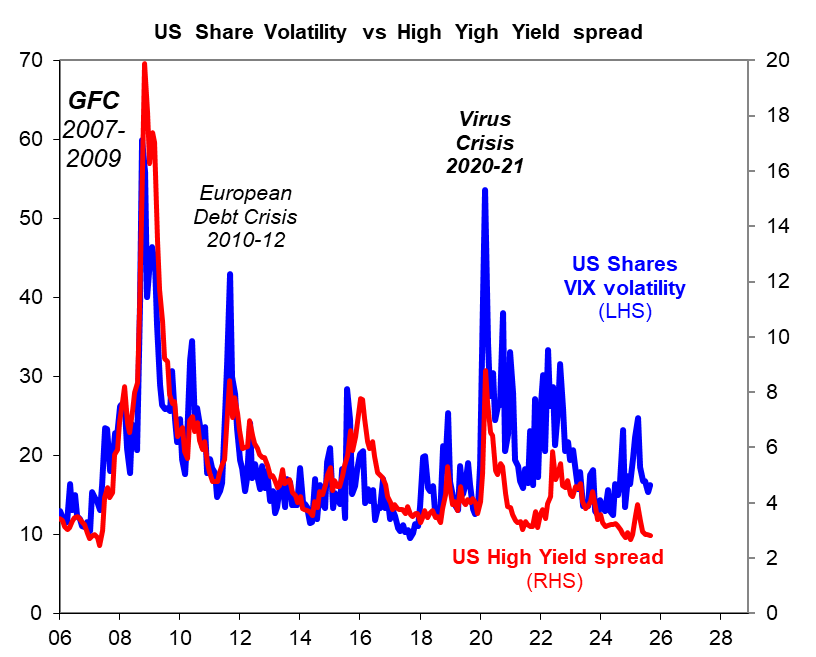 US Share Volatility vs High Yigh Yield spread
70
60
50
40
30
20
10
0
20
18
16
14
12
10
8
6
4
2
0
GFC
2007-
2009
European
Debt Crisis
2010-12
Virus
Crisis
2020-21
US Shares
VIX volatility
(LHS)
US High Yield spread
(RHS)
06 08 10 12 14 16 18 20 22 24 26 28